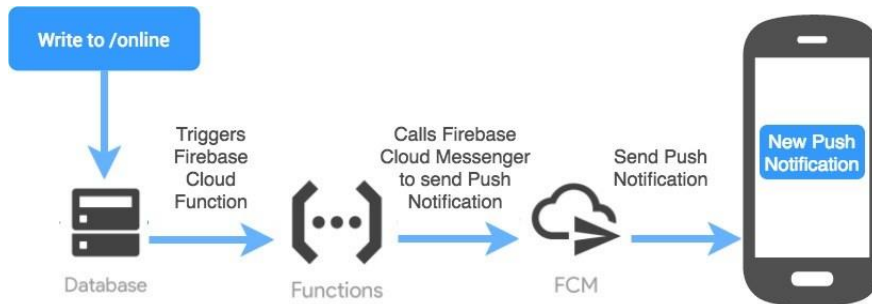 Write to /online
Triggers
Firebase
Cloud
Function
Calls Firebase
Cloud Messenger
to send Push
Notification
Send Push
Notification
New Push
Notification
Database
Functions
FCM